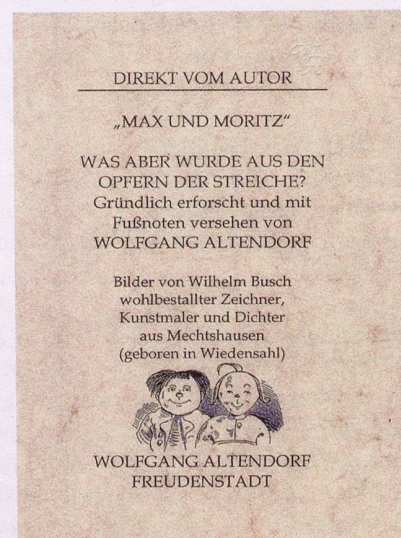 DIREKT VOM AUTOR
„MAX UND MORITZ“
WAS ABER WURDE AUS DEN
OPFERN DER STREICHE?
Gründlich erforscht und mit
Fußnoten versehen von
WOLFGANG ALTENDORF
Bilder von Wilhelm Busch
wohlbestallter Zeichner,
Kunstmaler und Dichter
aus Mechtshausen
(geboren in Wiedensahl)
WOLFGANG ALTENDORF
FREUDENSTADT